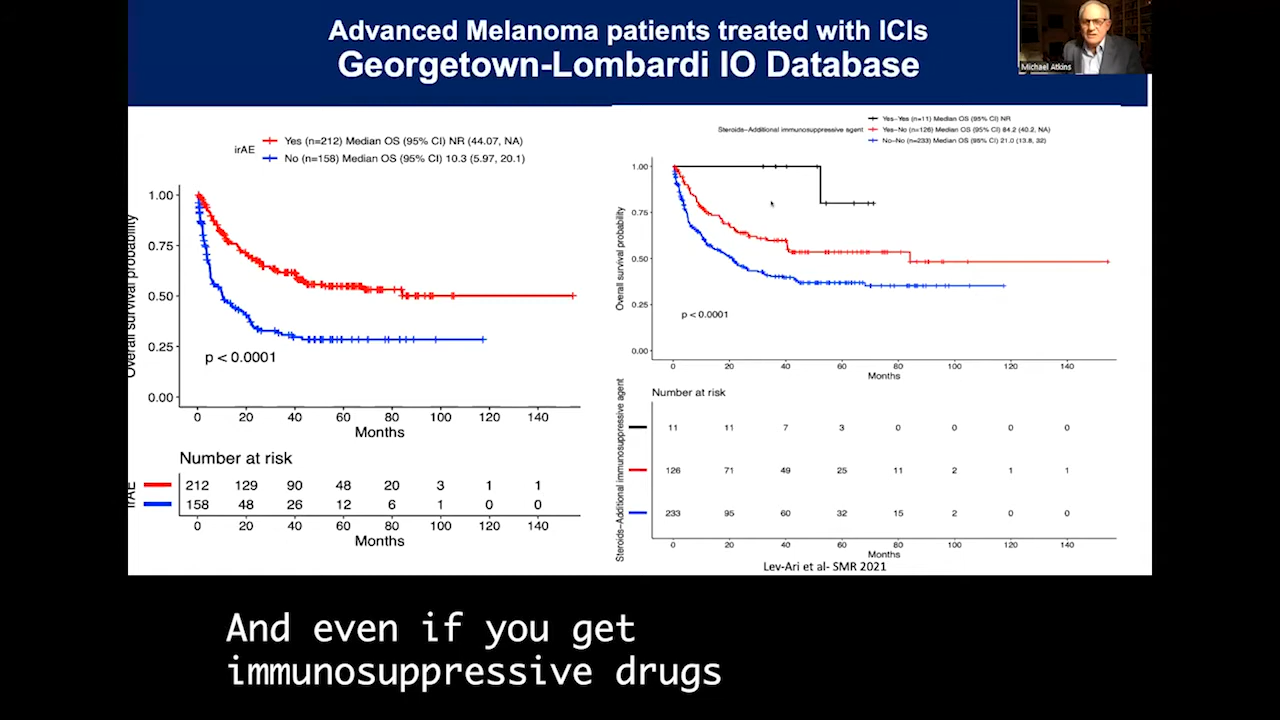 Advanced Melanoma patients treated with ICIs
Georgetown-Lombardi IO Database
Michael Atkins
irAE
Yes (n=212) Median OS (95% CI) NR (44.07, NA)
No (n=158) Median OS (95% CI) 10.3 (5.97, 20.1)
Overall survival probability
1.00
0.75
0.50
0.25
0.00
p < 0.0001
0 20 40 60 80 100 120 140
Months
Number at risk
irAE
212 129 90 48 20 3 1 1
158 48 26 12 6 1 0 0
0 20 40 60 80 100 120 140
Months
Steroids-Additional immunosuppressive agent
Yes-Yes (n=11) Median OS (95% CI) NR
Yes-No (n=126) Median OS (95% CI) 84.2 (40.2, NA)
No-No (n=233) Median OS (95% CI) 21.0 (13.8, 32)
Overall survival probability
1.00
0.75
0.50
0.25
0.00
p < 0.0001
0 20 40 60 80 100 120 140
Months
Number at risk
Steroids-Additional immunosuppressive agent
11 11 7 3 0 0 0 0
126 71 49 25 11 2 1 1
233 95 60 32 15 2 0 0
0 20 40 60 80 100 120 140
Months
Lev-Ari et al- SMR 2021
And even if you get
immunosuppressive drugs